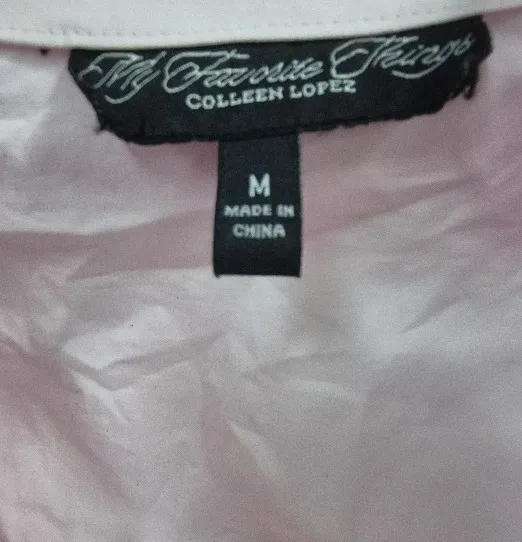 My Favorite Things
COLLEEN LOPEZ
M
MADE IN
CHINA